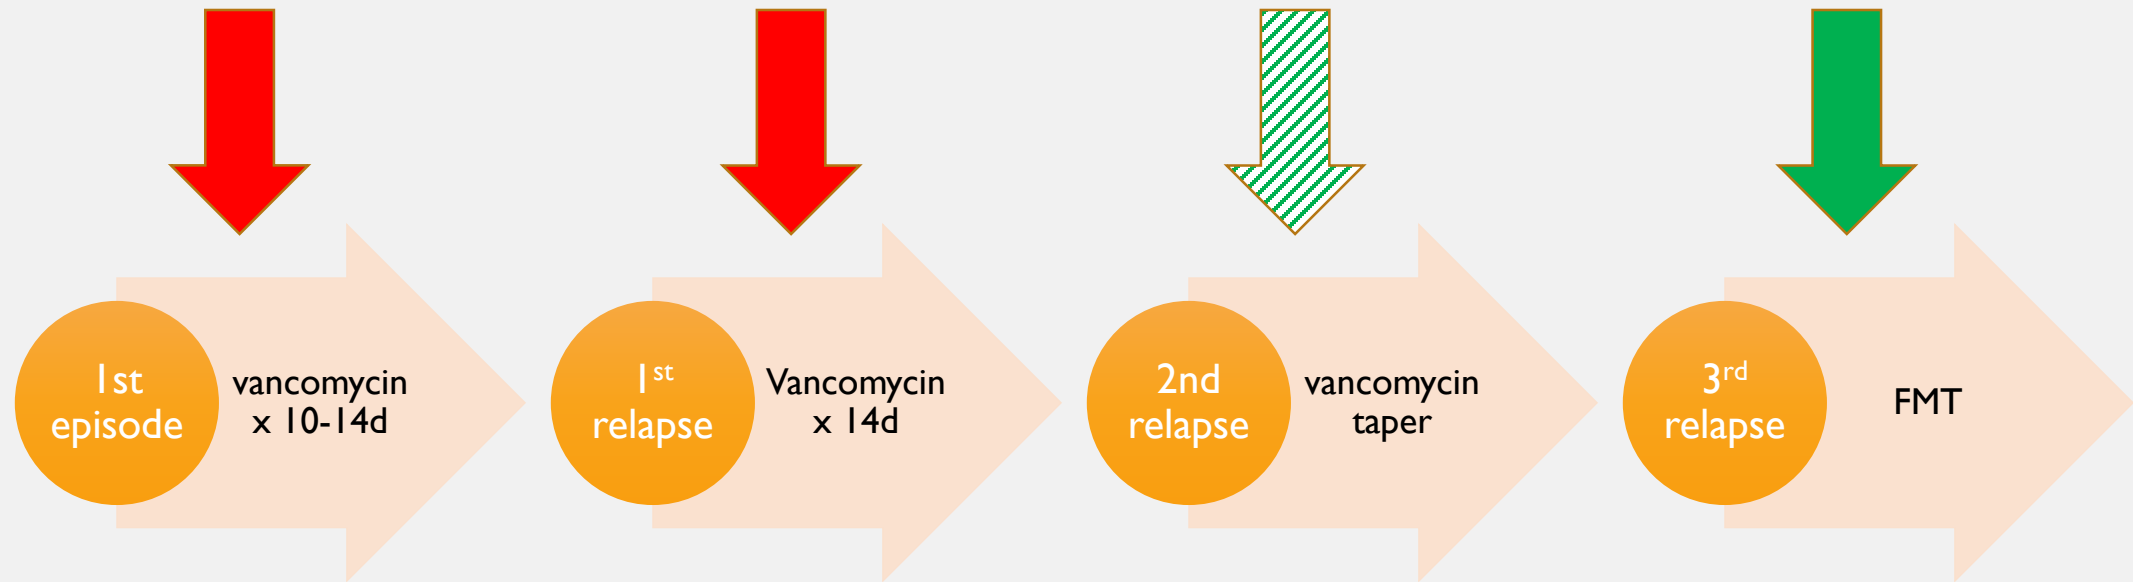 1st
episode
vancomycin
x 10-14d
1st
relapse
Vancomycin
x 14d
2nd
relapse
vancomycin
taper
3rd
relapse
FMT